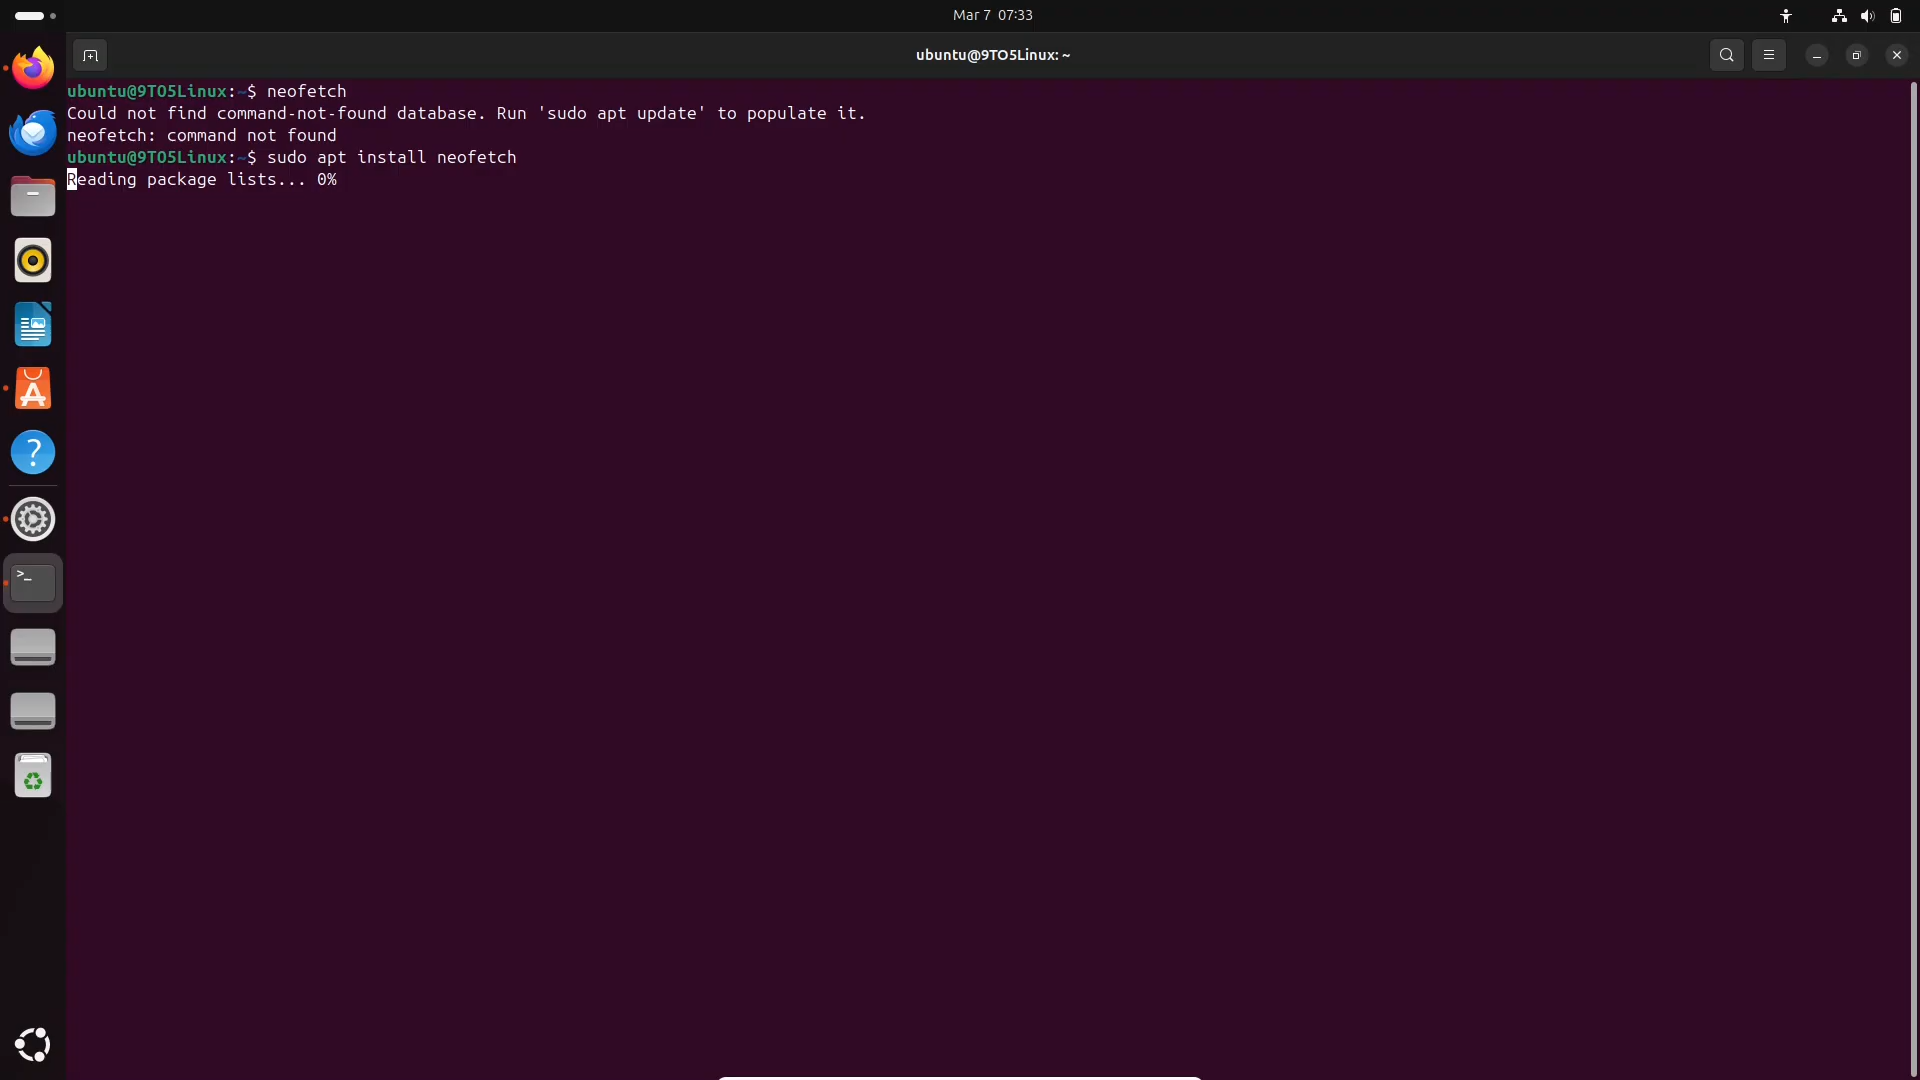 Mar 7 07:33
ubuntu@9TO5Linux: ~
ubuntu@9TO5Linux:~$ neofetch
Could not find command-not-found database. Run 'sudo apt update' to populate it.
neofetch: command not found
ubuntu@9TO5Linux:~$ sudo apt install neofetch
Reading package lists... 0%